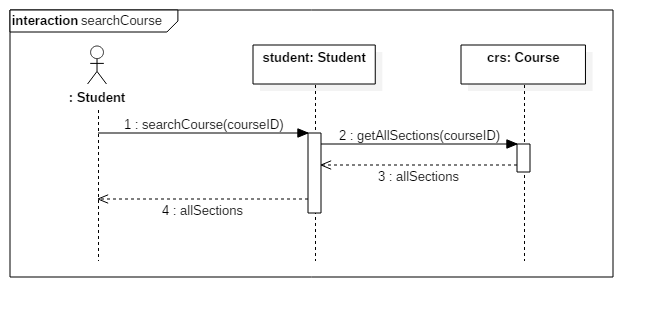 interaction searchCourse
student: Student
crs: Course
: Student
1 : searchCourse(courseID)
2 : getAllSections(courseID)
3 : allSections
4 : allSections